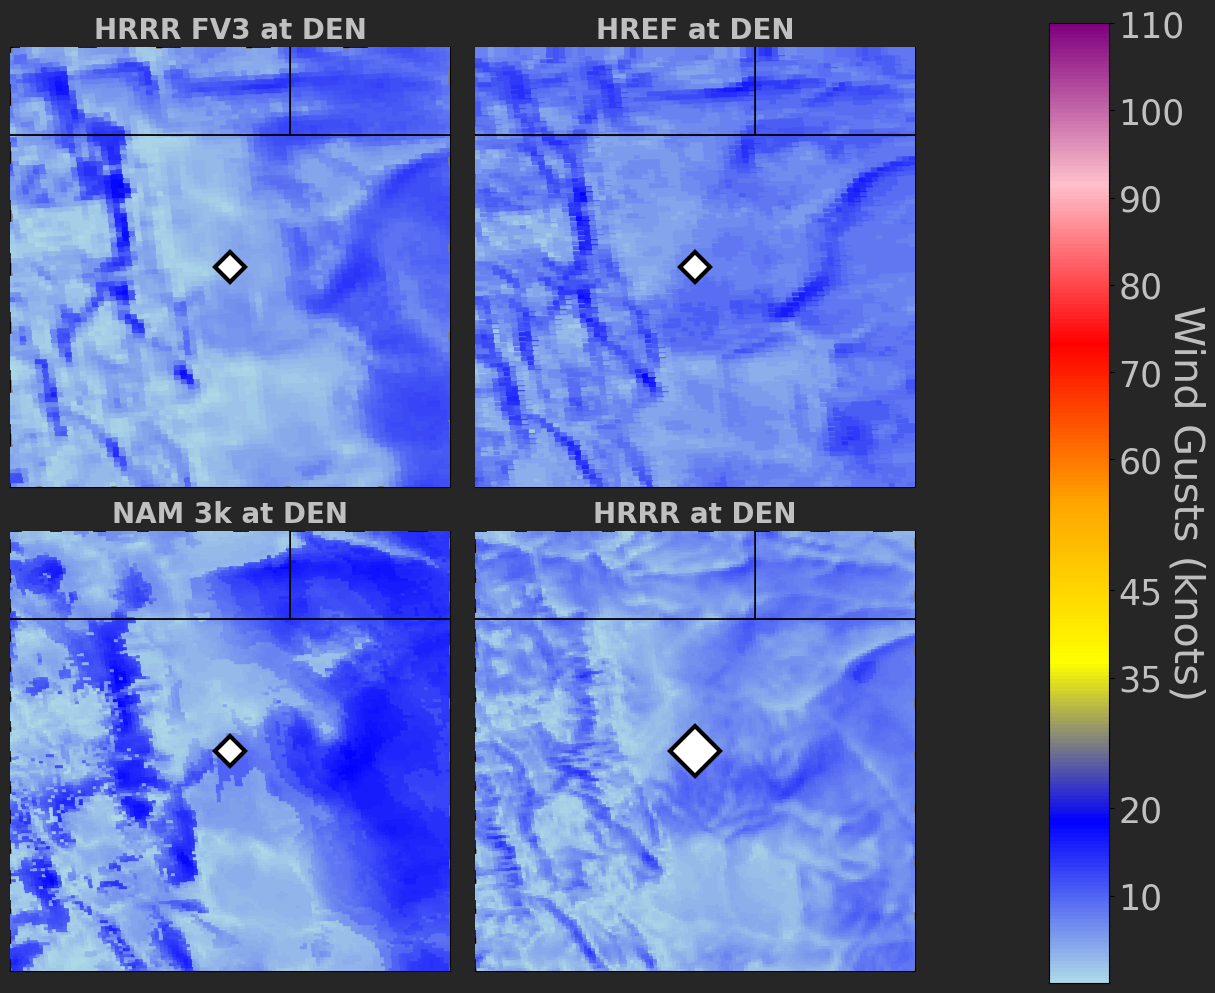 HRRR FV3 at DEN
HREF at DEN
NAM 3k at DEN
HRRR at DEN
110
100
90
80
70
60
45
35
20
10
Wind Gusts (knots)